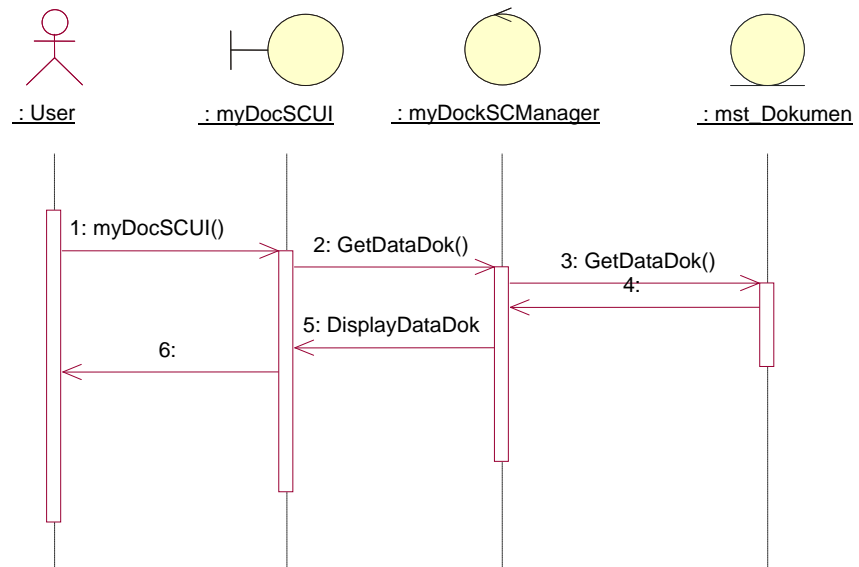 : User
: myDocSCUI
: myDockSCManager
: mst_Dokumen
1: myDocSCUI()
2: GetDataDok()
3: GetDataDok()
4:
5: DisplayDataDok
6: